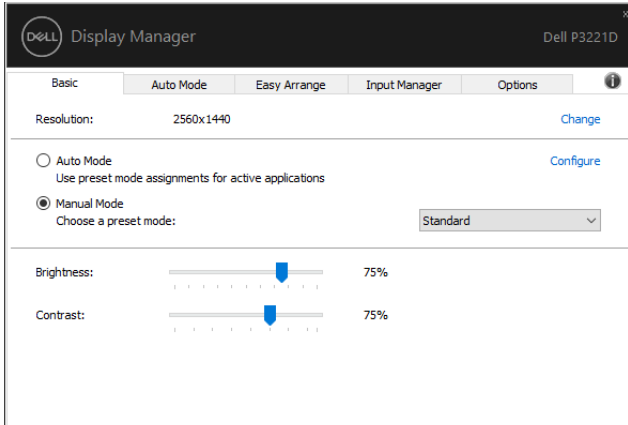 DELL Display Manager Dell P3221D
Basic Auto Mode Easy Arrange Input Manager Options
Resolution: 2560x1440 Change
Auto Mode Configure
Use preset mode assignments for active applications
Manual Mode
Choose a preset mode: Standard
Brightness: 75%
Contrast: 75%